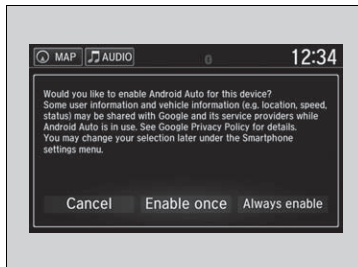 MAP AUDIO 0 12:34
Would you like to enable Android Auto for this
device?
Some user information and vehicle information (e.g. location, speed,
status) may be shared with Google and its service providers while
Android Auto is in use. See Google Privacy Policy for details.
You may change your selection later under the Smartphone
settings menu.
Cancel Enable once Always enable